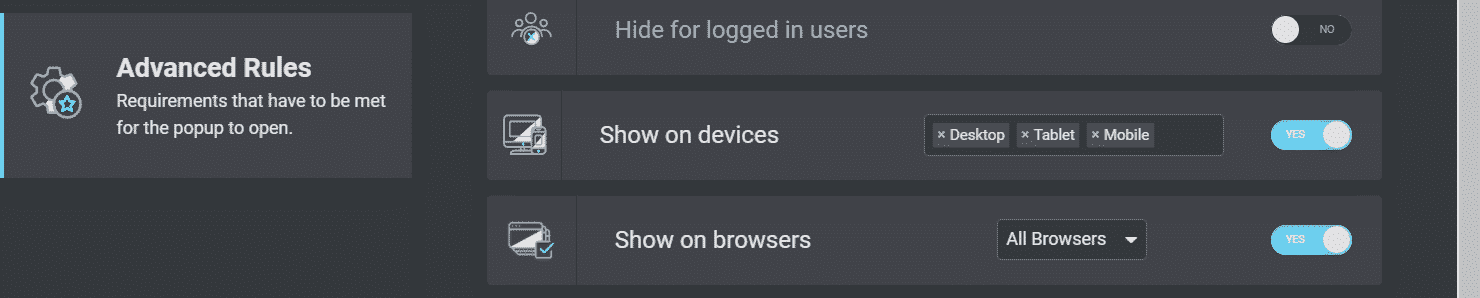 Advanced Rules
Requirements that have to be met
for the popup to open.
Hide for logged in users
NO
Show on devices
× Desktop × Tablet × Mobile
YES
Show on browsers
All Browsers
YES